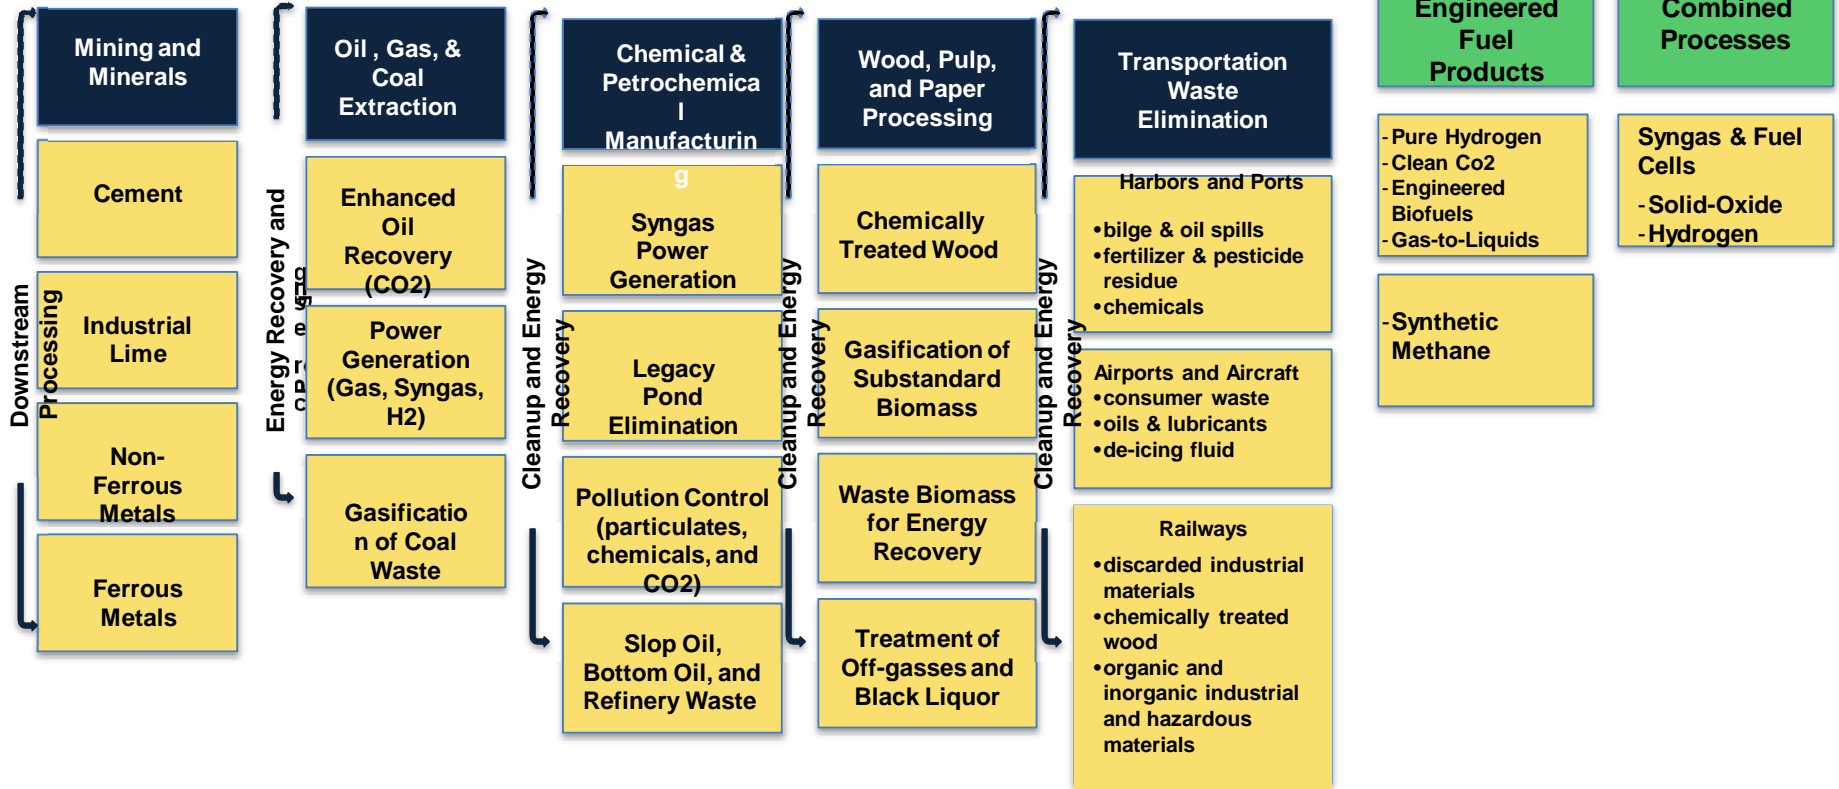 Mining and
Minerals
Cement
Industrial
Lime
Non-
Ferrous
Metals
Ferrous
Metals
Downstream
Processing
Oil , Gas, &
Coal
Extraction
Enhanced
Oil
Recovery
(CO2)
Power
Generation
(Gas, Syngas,
H2)
Gasificatio
n of Coal
Waste
Energy Recovery and
Chemical &
Petrochemica
l
Manufacturin
g
Syngas
Power
Generation
Legacy
Pond
Elimination
Pollution Control
(particulates,
chemicals, and
CO2)
Slop Oil,
Bottom Oil, and
Refinery Waste
Cleanup and Energy
Recovery
Wood, Pulp,
and Paper
Processing
Chemically
Treated Wood
Gasification of
Substandard
Biomass
Waste Biomass
for Energy
Recovery
Treatment of
Off-gasses and
Black Liquor
Cleanup and Energy
Recovery
Transportation
Waste
Elimination
Harbors and Ports
•bilge & oil spills
•fertilizer & pesticide
residue
•chemicals
Airports and Aircraft
•consumer waste
•oils & lubricants
•de-icing fluid
Railways
•discarded industrial
materials
•chemically treated
wood
•organic and
inorganic industrial
and hazardous
materials
Cleanup and Energy
Recovery
Engineered
Fuel
Products
-Pure Hydrogen
-Clean Co2
-Engineered
Biofuels
-Gas-to-Liquids
-Synthetic
Methane
Combined
Processes
Syngas & Fuel
Cells
-Solid-Oxide
-Hydrogen